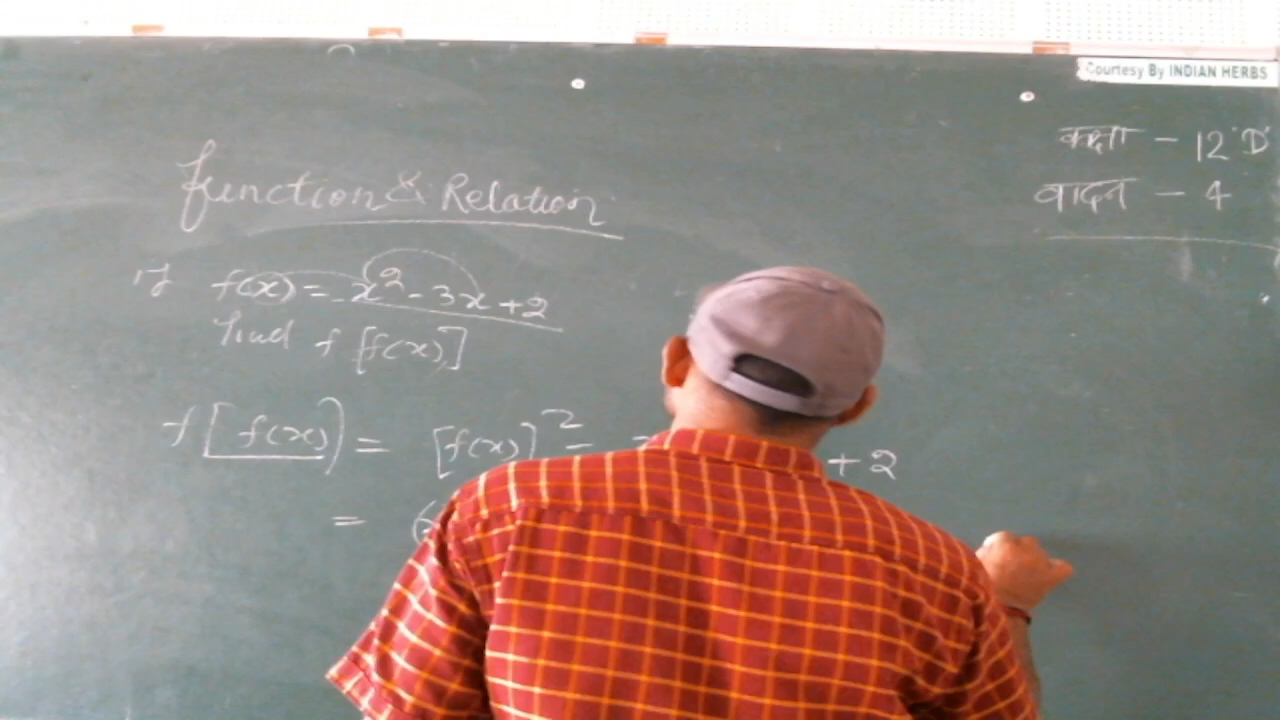 Courtesy By INDIAN HERBS
कक्षा - 12 'D'
वादन - 4
Function & Relation
If f(x) = x² - 3x + 2
find f [f(x)]
f [f(x)) = [f(x)]² - + 2
= (